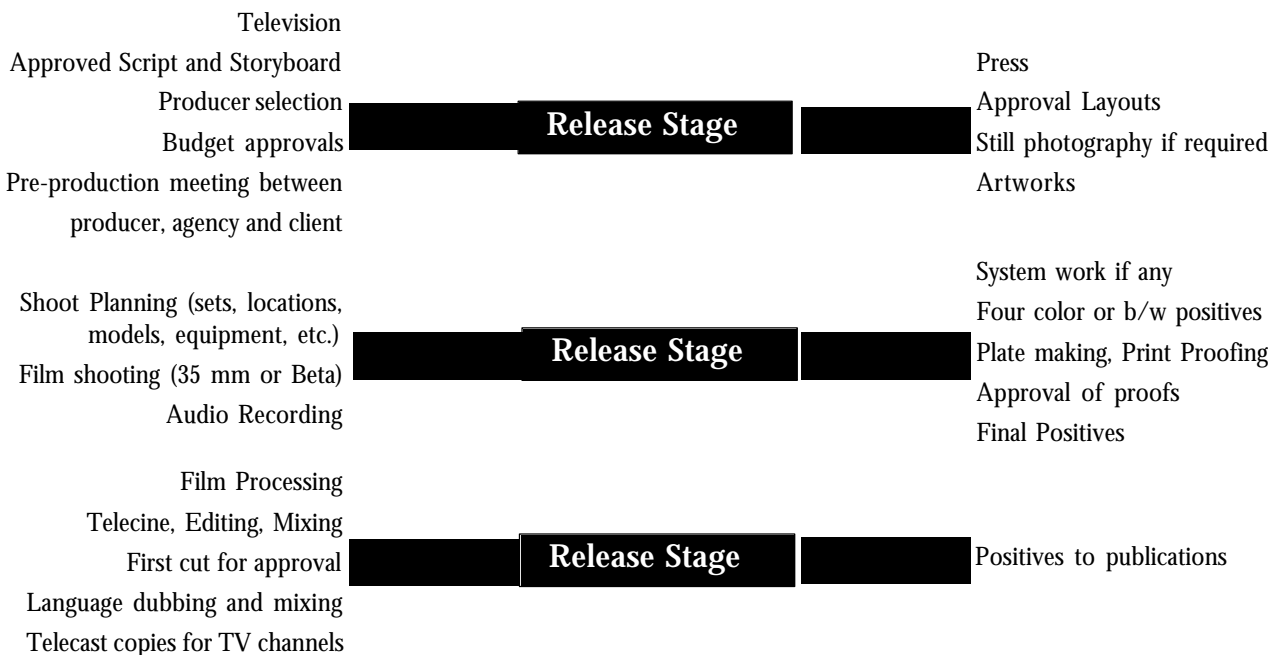 Television
Approved Script and Storyboard
Producer selection
Budget approvals
Pre-production meeting between
producer, agency and client
Release Stage
Press
Approval Layouts
Still photography if required
Artworks
Shoot Planning (sets, locations,
models, equipment, etc.)
Film shooting (35 mm or Beta)
Audio Recording
Release Stage
System work if any
Four color or b/w positives
Plate making, Print Proofing
Approval of proofs
Final Positives
Film Processing
Telecine, Editing, Mixing
First cut for approval
Language dubbing and mixing
Telecast copies for TV channels
Release Stage
Positives to publications